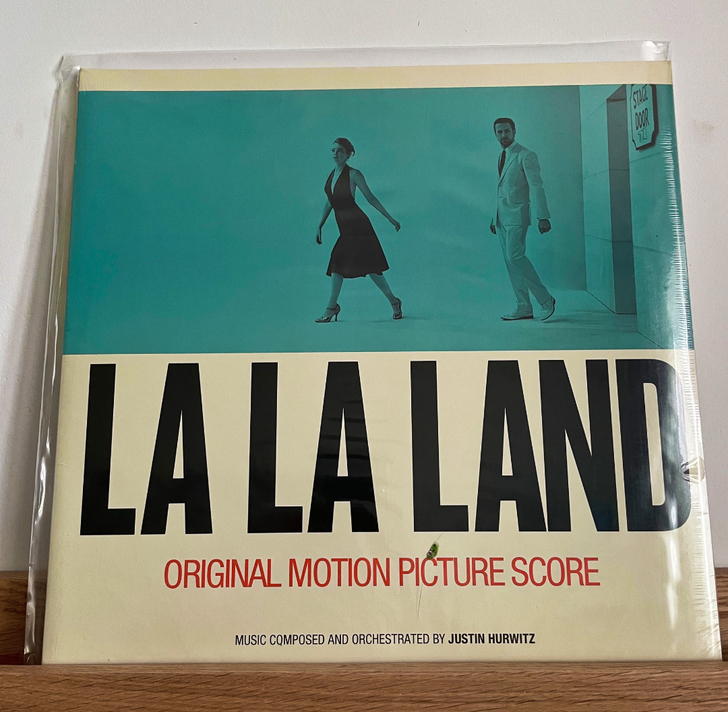 STAGE
DOOR
LA LA LAND
ORIGINAL MOTION PICTURE SCORE
MUSIC COMPOSED AND ORCHESTRATED BY JUSTIN HURWITZ